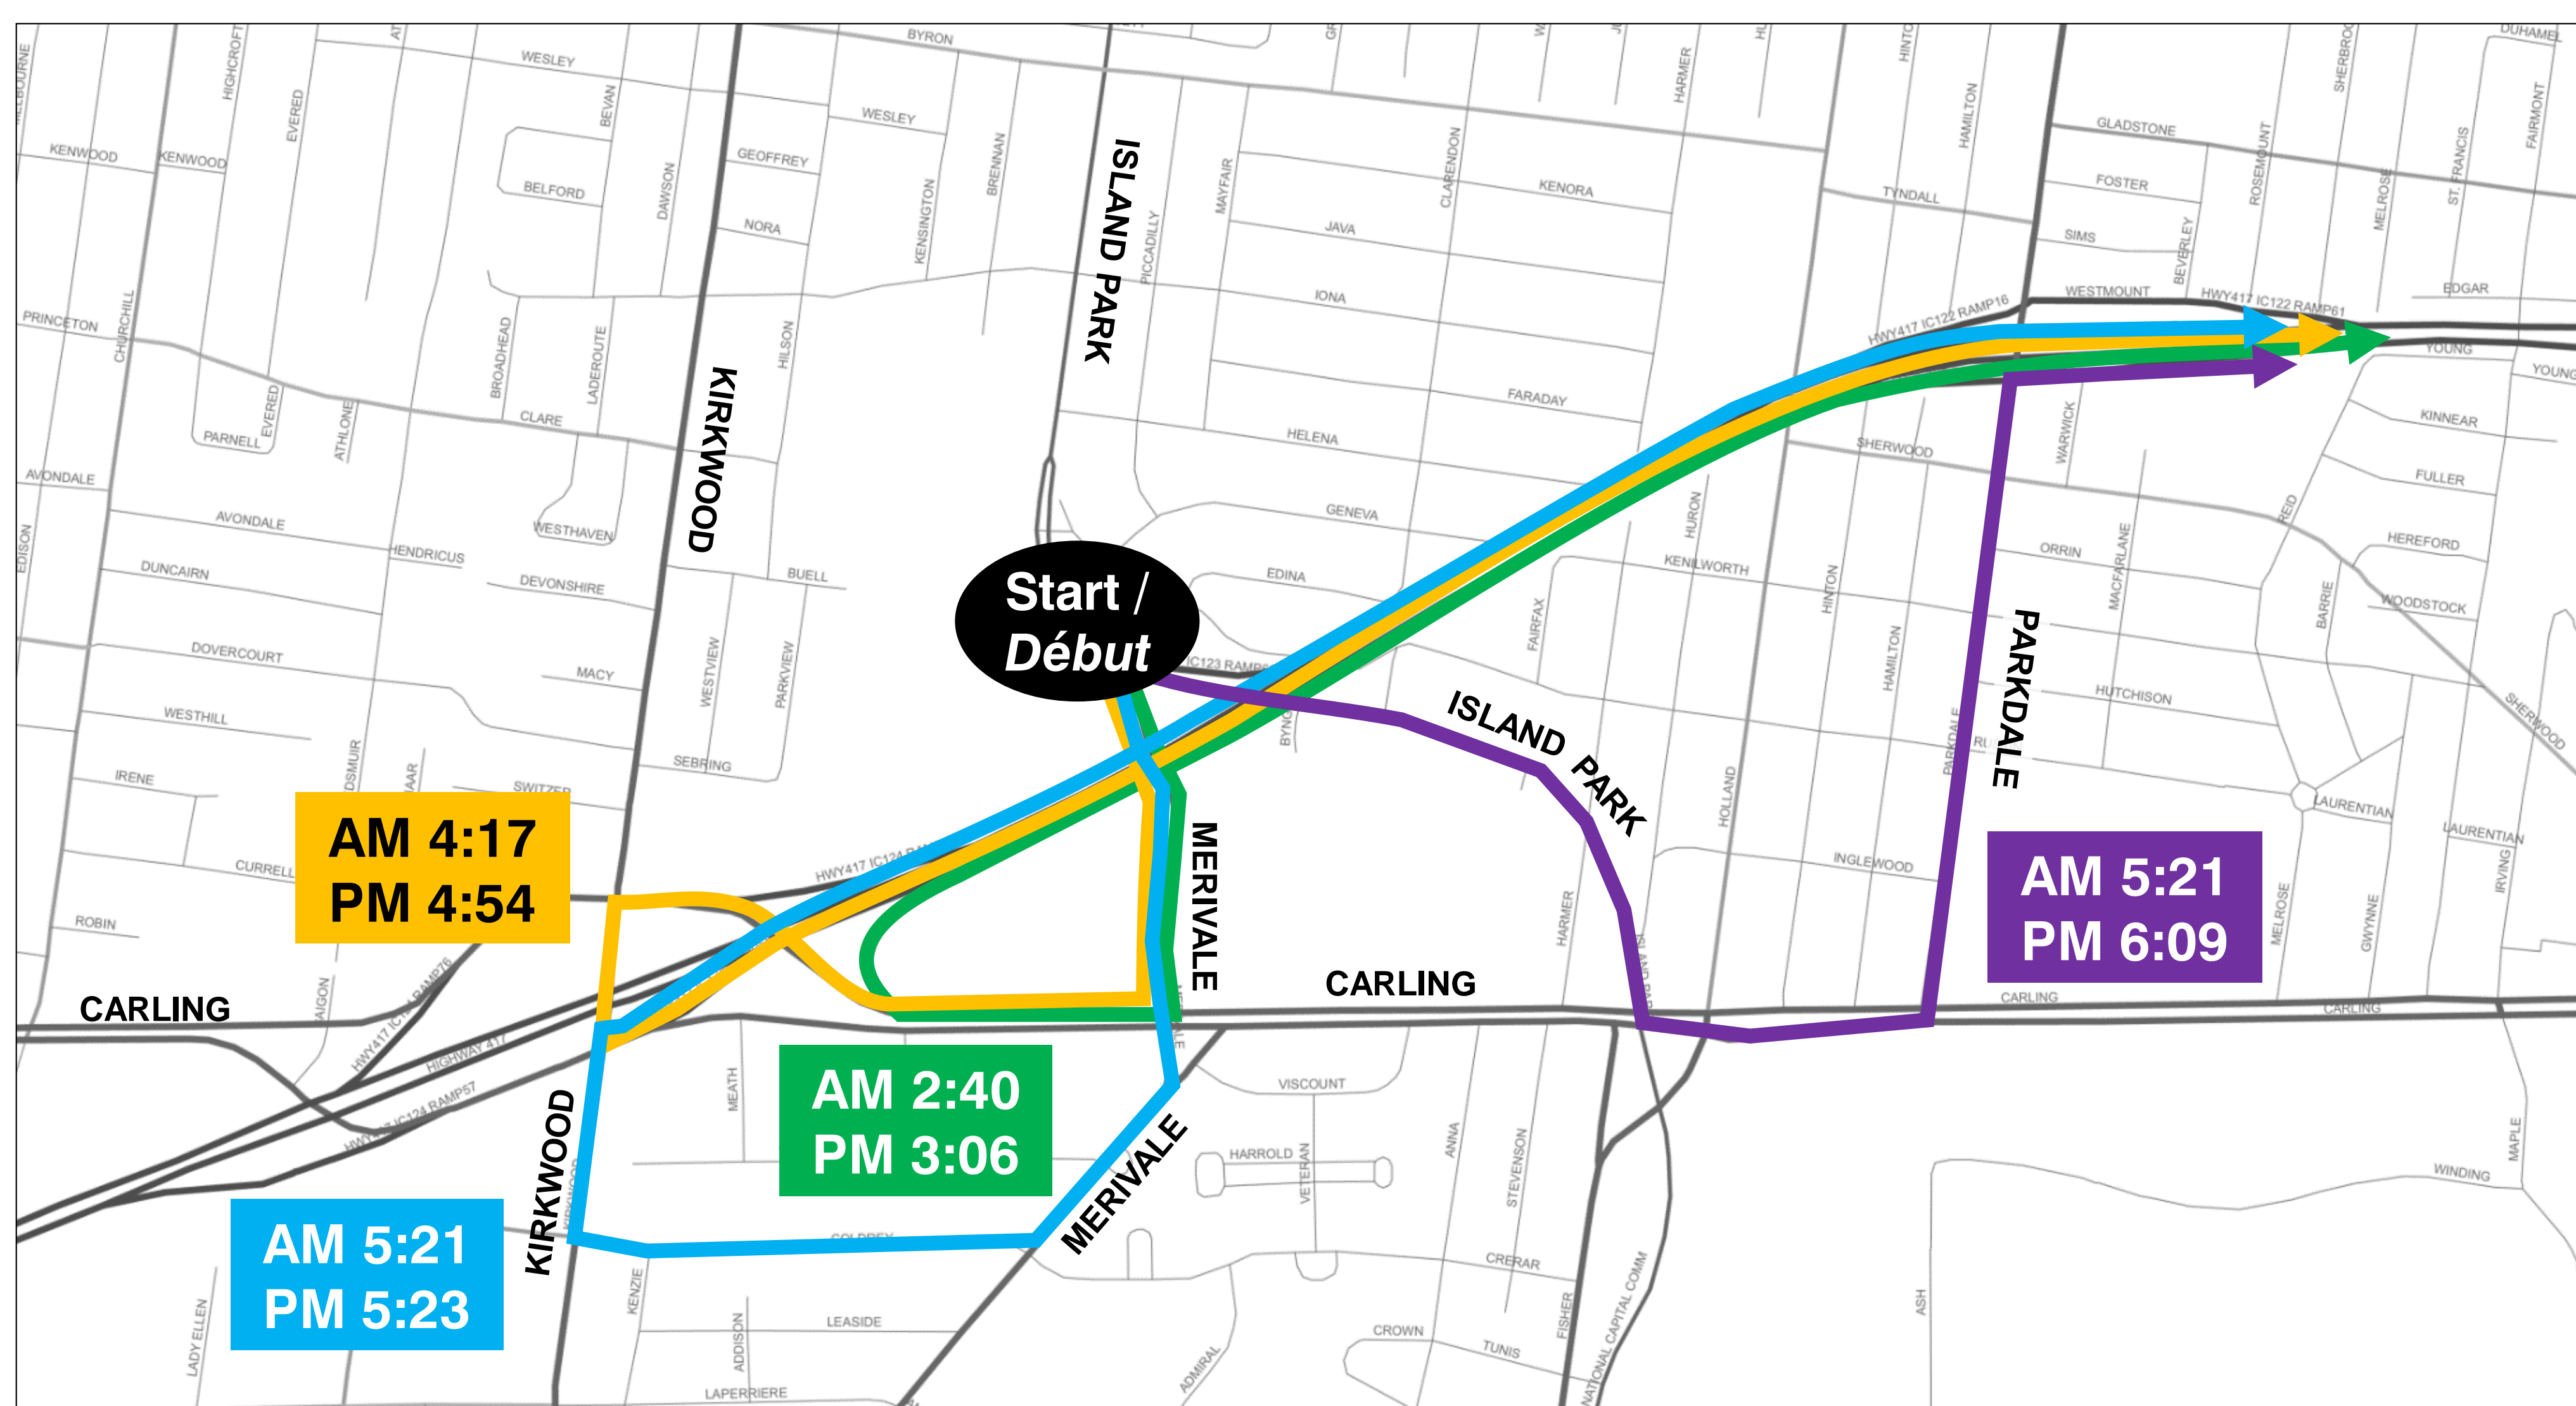 BYRON
DUHAMEL
WESLEY
HIGHCROFT
EVERED
BEVAN
WESLEY
HARMER
HAMILTON
GLADSTONE
ROSEMOUNT
FAIRMONT
KENWOOD
KENWOOD
GEOFFREY
BRENNAN
ISLAND PARK
MAYFAIR
CLARENDON
KENORA
TYNDALL
FOSTER
MELROSE
ST. FRANCIS
BELFORD
DAWSON
NORA
KENSINGTON
PICCADILLY
JAVA
SIMS
BEVERLEY
IONA
HWY417 IC122 RAMP16
WESTMOUNT
HWY417 IC122 RAMP61
EDGAR
PRINCETON
CHURCHILL
BROADHEAD
LADEROUTE
HILSON
YOUNG
YOUNG
PARNELL
EVERED
ATHLONE
CLARE
KIRKWOOD
FARADAY
HELENA
SHERWOOD
WARWICK
KINNEAR
AVONDALE
AVONDALE
WESTHAVEN
FULLER
REID
EDISON
HENDRICUS
GENEVA
HURON
ORRIN
MACFARLANE
HEREFORD
DUNCAIRN
DEVONSHIRE
BUELL
Start /
Début
EDINA
KENILWORTH
HINTON
FAIRFAX
BARRIE
WOODSTOCK
DOVERCOURT
MACY
WESTVIEW
PARKVIEW
HAMILTON
PARKDALE
HUTCHISON
WESTHILL
ISLAND PARK
PARKDALE
SHERWOOD
SEBRING
IRENE
HOLLAND
LAURENTIAN
LAURENTIAN
AM 4:17
PM 4:54
MERIVALE
CURRELL
INGLEWOOD
IRVING
AM 5:21
PM 6:09
ROBIN
HARMER
MELROSE
GWYNNE
CARLING
CARLING
CARLING
CARLING
HIGHWAY 417
HWY417 IC124 RAMP57
KIRKWOOD
MEATH
AM 2:40
PM 3:06
VISCOUNT
MERIVALE
HARROLD
VETERAN
ANNA
STEVENSON
MAPLE
WINDING
AM 5:21
PM 5:23
CRERAR
KENZIE
ADDISON
LEASIDE
LADY ELLEN
CROWN
TUNIS
FISHER
NATIONAL CAPITAL COMM
ASH
ADMIRAL
LAPERRIERE